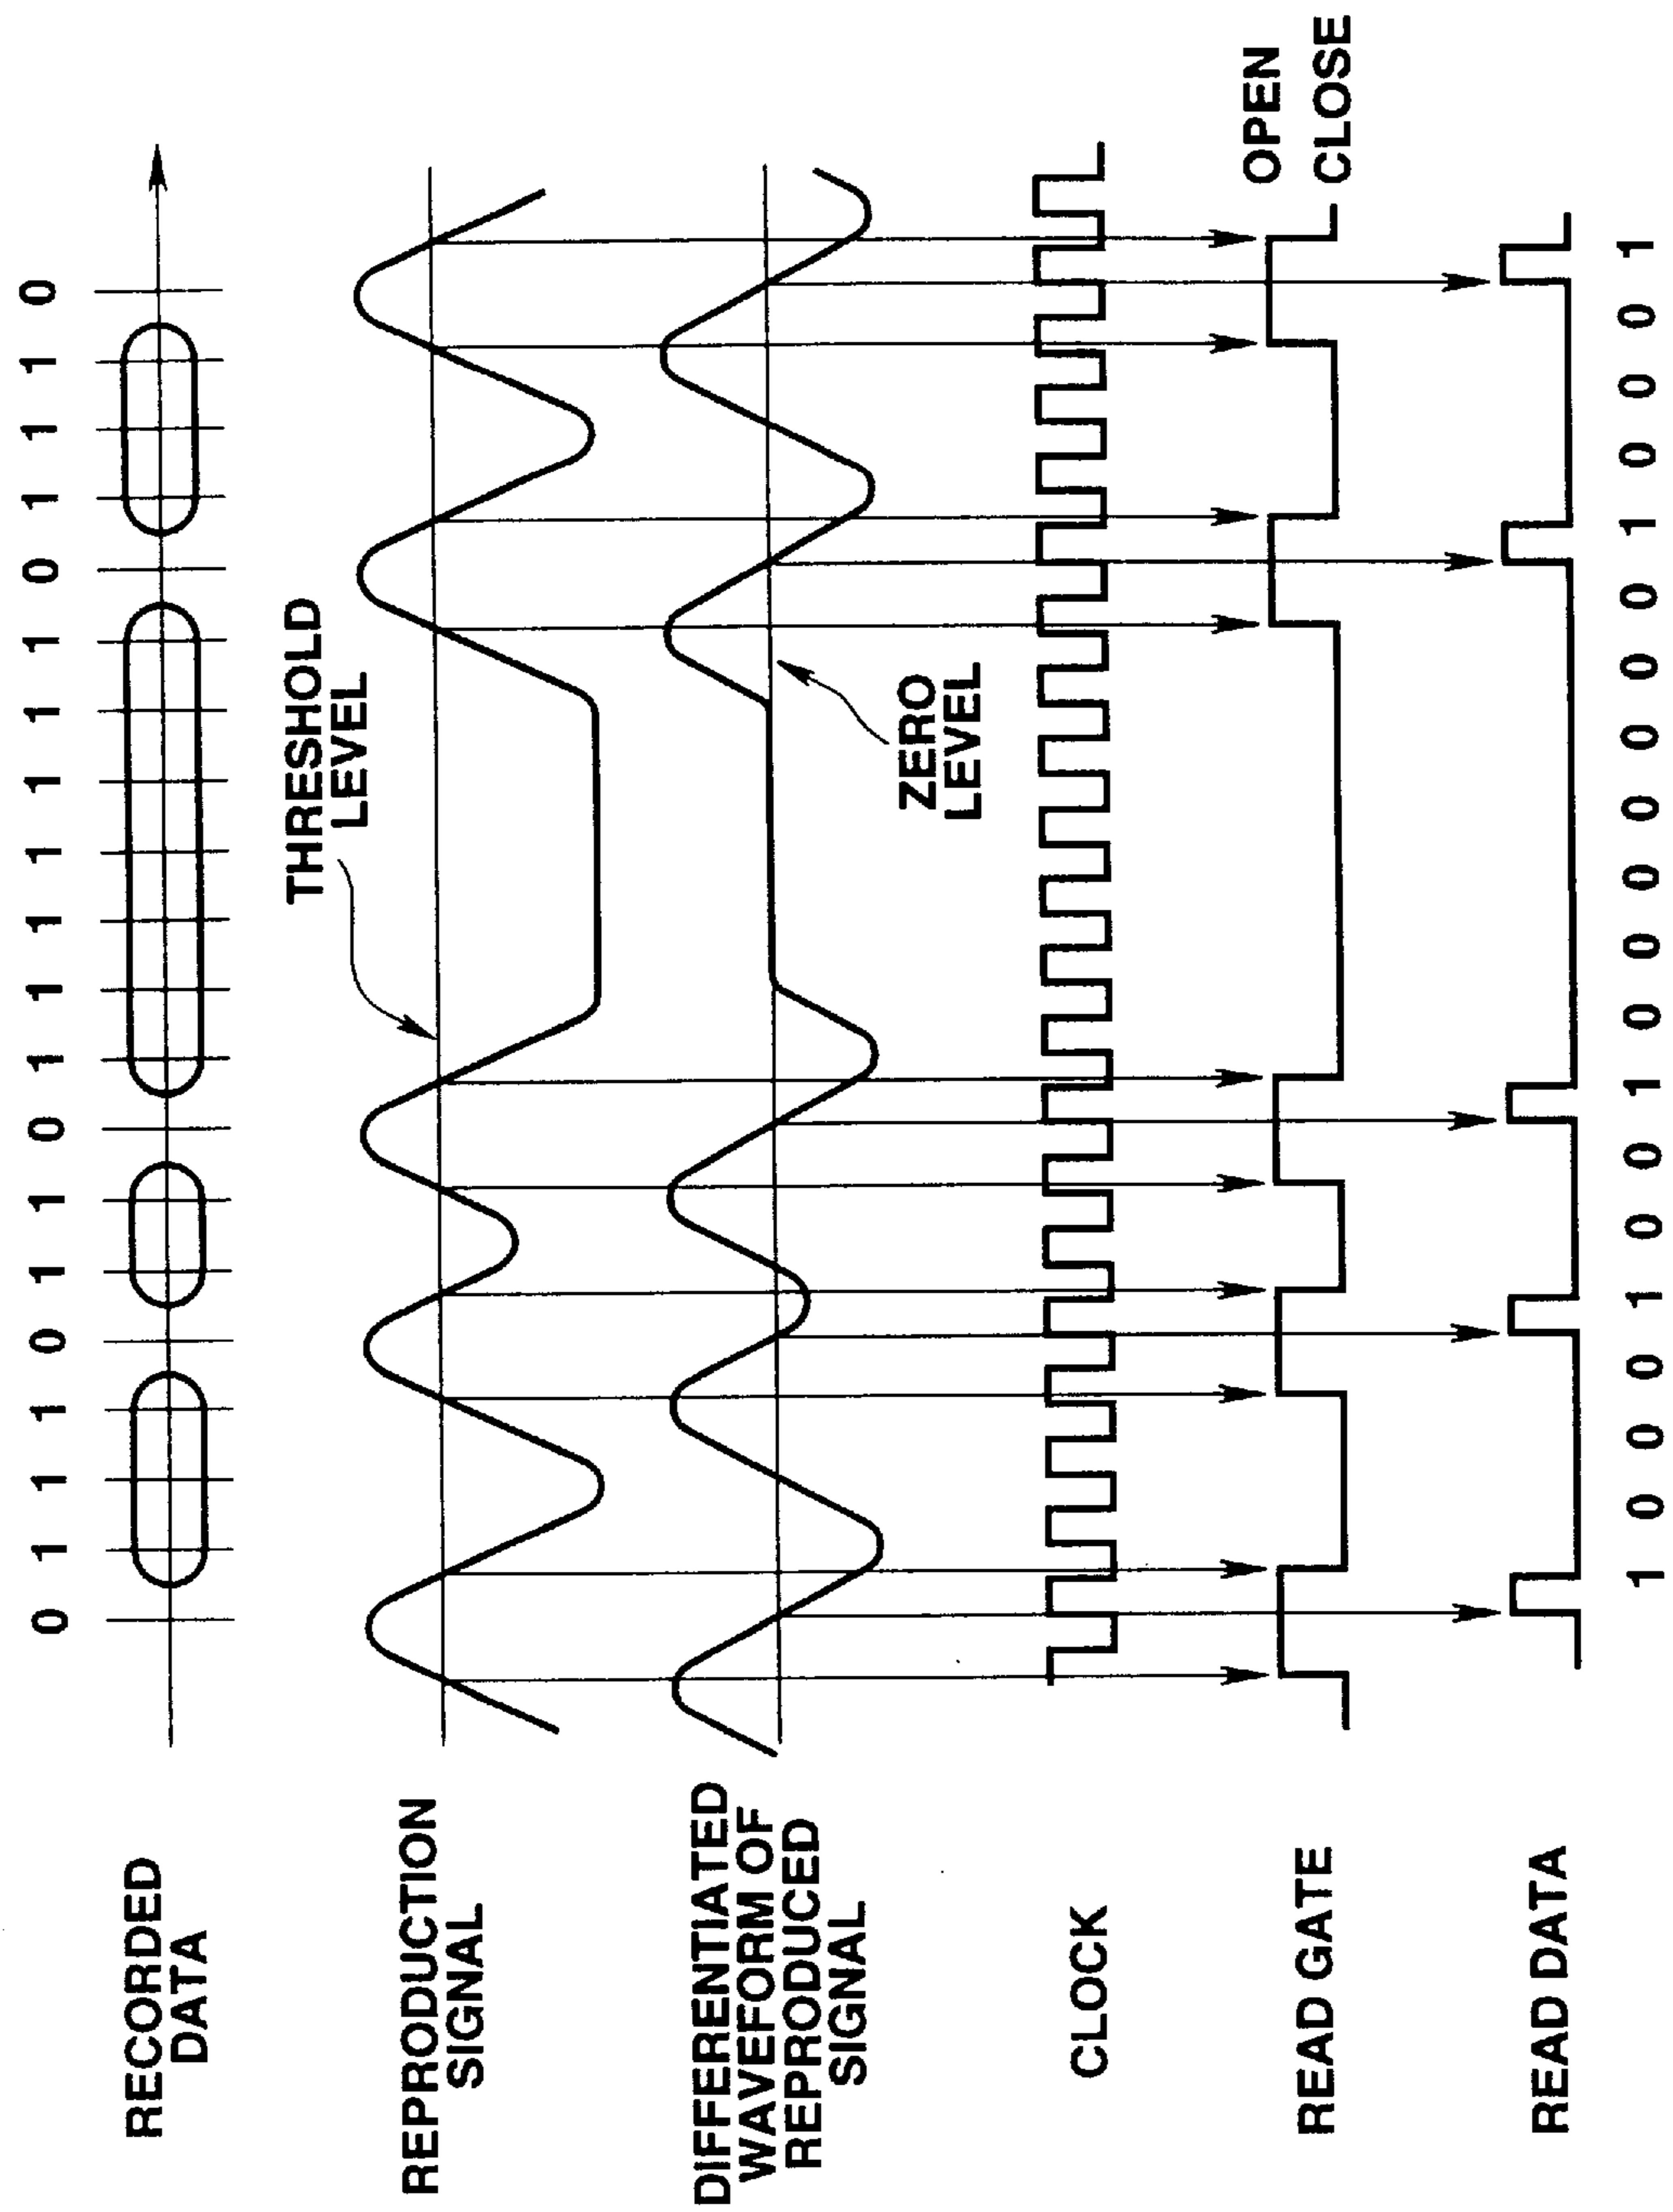 0 1 1 1 0 1 1 0 1 1 1 1 1 1 1 0 1 1 1 0
RECORDED
DATA
THRESHOLD
LEVEL
REPRODUCTION
SIGNAL
DIFFERENTIATED
WAVEFORM OF
REPRODUCED
SIGNAL
ZERO
LEVEL
CLOCK
OPEN
CLOSE
READ GATE
READ DATA
1 0 0 0 1 0 0 1 0 0 0 0 0 0 0 1 0 0 0 1